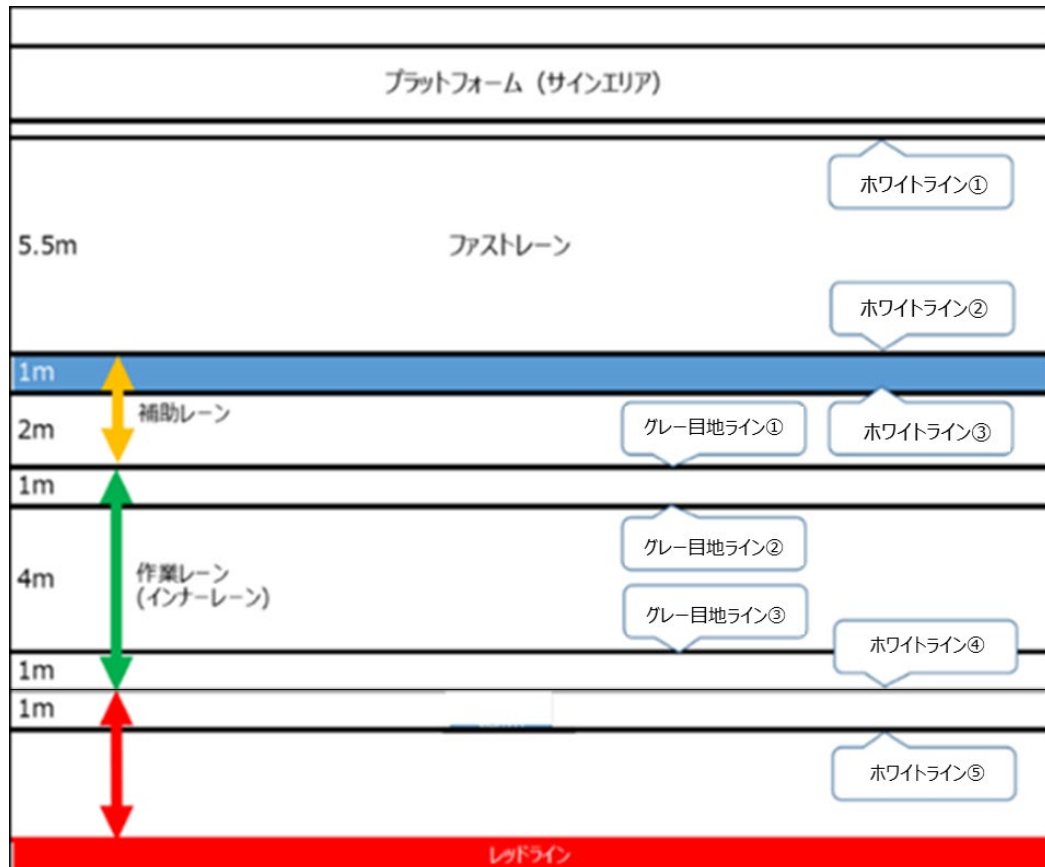 プラットフォーム（サインエリア）
ホワイトライン①
5.5m
ファストレーン
ホワイトライン②
1m
補助レーン
2m
グレー目地ライン①
ホワイトライン③
1m
グレー目地ライン②
4m
作業レーン
(インナーレーン)
グレー目地ライン③
ホワイトライン④
1m
1m
ホワイトライン⑤
レッドライン